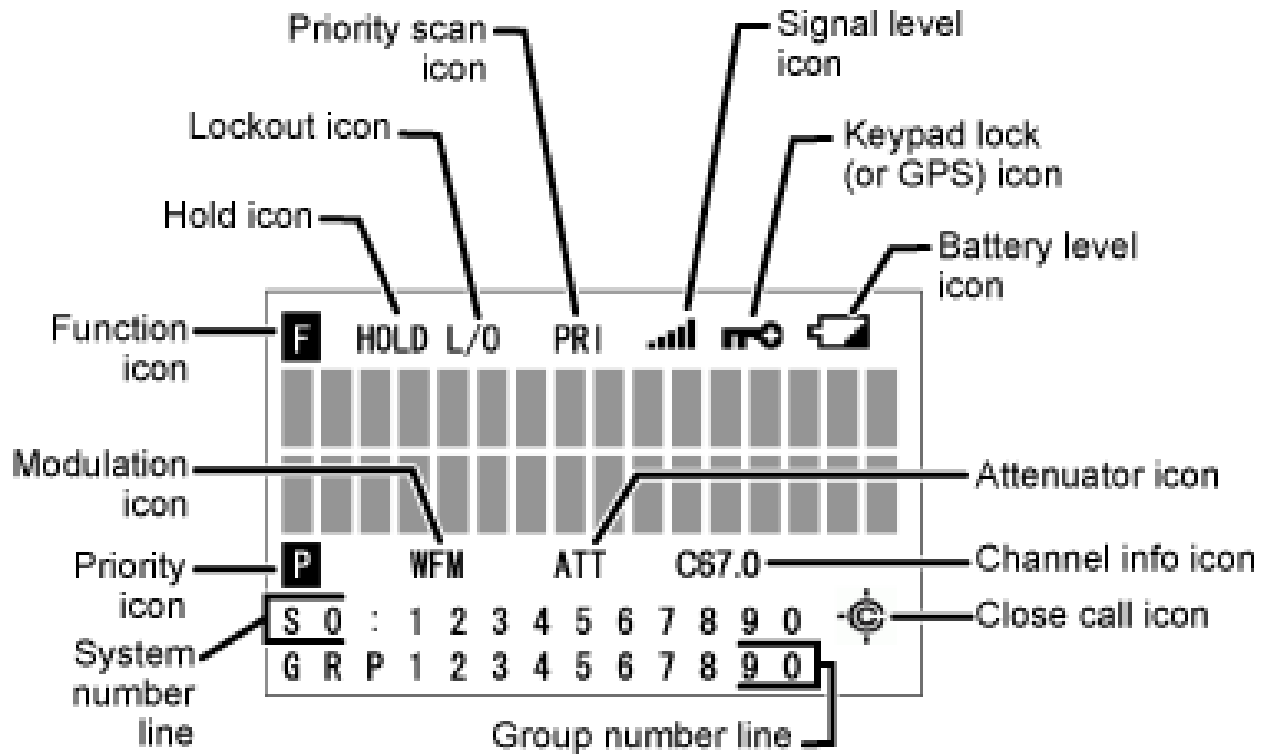 Priority scan
icon
Signal level
icon
Lockout icon
Keypad lock
(or GPS) icon
Hold icon
Battery level
icon
Function
icon
F HOLD L/O PRI
Modulation
icon
Attenuator icon
Priority
icon
P WFM ATT C67.0
Channel info icon
S 0 : 1 2 3 4 5 6 7 8 9 0
C
Close call icon
System
number
line
G R P 1 2 3 4 5 6 7 8 9 0
Group number line